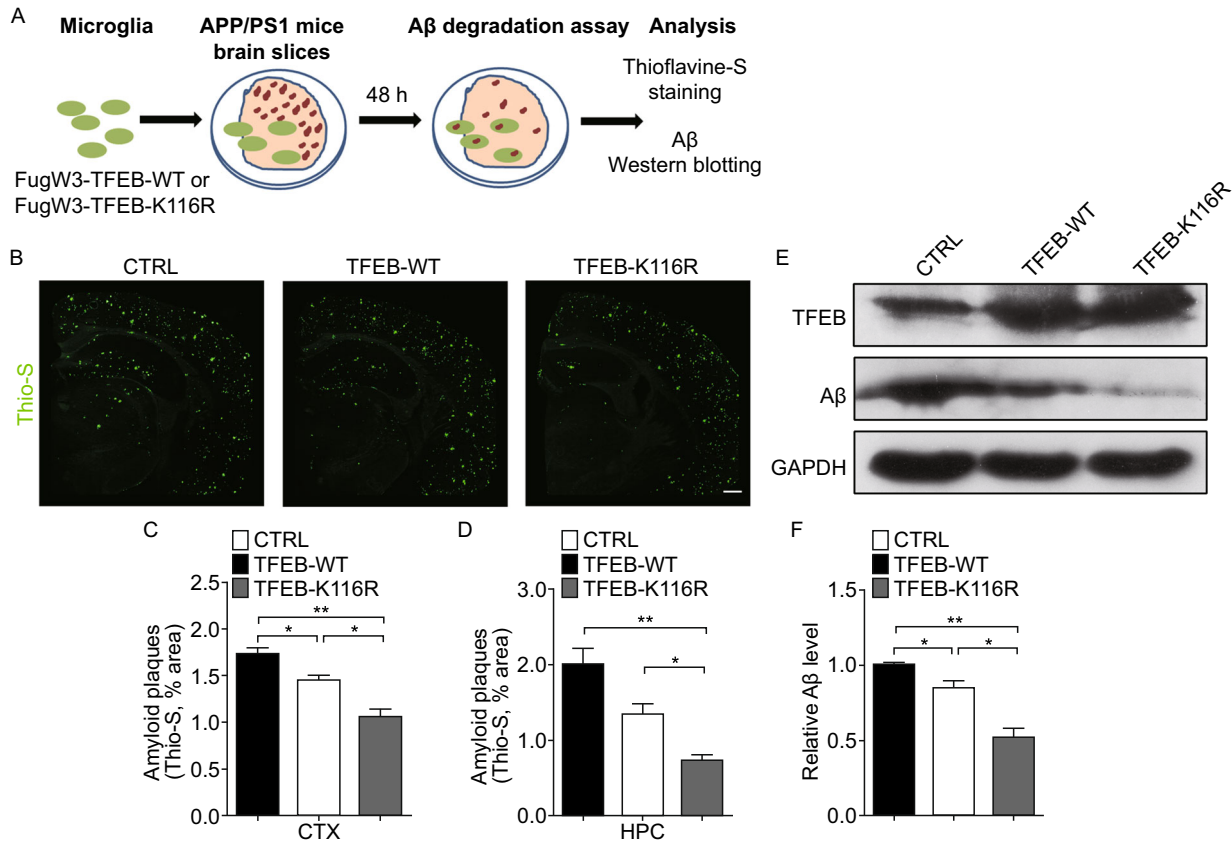 A
Microglia
APP/PS1 mice
brain slices
Aβ degradation assay
Analysis
48 h
Thioflavine-S
staining
Aβ
Western blotting
FugW3-TFEB-WT or
FugW3-TFEB-K116R
B
CTRL
TFEB-WT
TFEB-K116R
Thio-S
E
CTRL
TFEB-WT
TFEB-K116R
TFEB
Aβ
GAPDH
C
CTRL
TFEB-WT
TFEB-K116R
Amyloid plaques
(Thio-S, % area)
2.5
2.0
1.5
1.0
1.5
0.0
**
*
*
CTX
D
CTRL
TFEB-WT
TFEB-K116R
Amyloid plaques
(Thio-S, % area)
3.0
2.0
1.0
0.0
**
*
HPC
F
CTRL
TFEB-WT
TFEB-K116R
Relative Aβ level
1.5
1.0
0.5
0.0
**
*
*